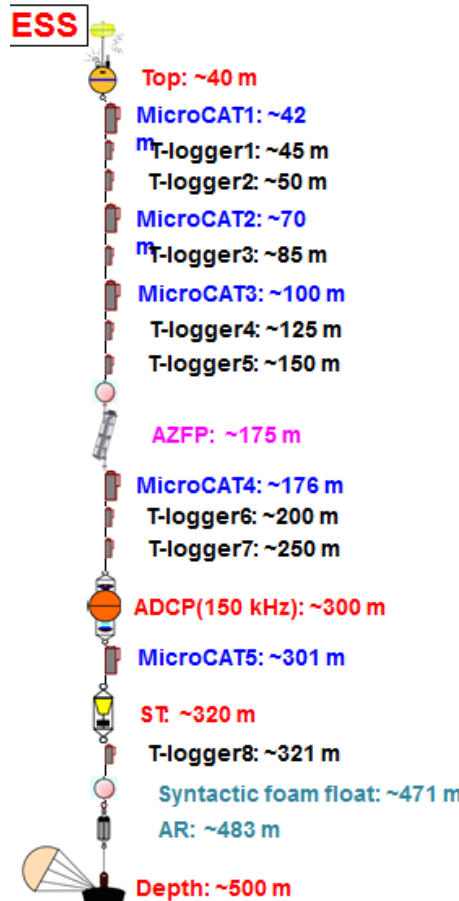 ESS
Top: ~40 m
MicroCAT1: ~42
m
T-logger1: ~45 m
T-logger2: ~50 m
MicroCAT2: ~70
m
T-logger3: ~85 m
MicroCAT3: ~100 m
T-logger4: ~125 m
T-logger5: ~150 m
AZFP: ~175 m
MicroCAT4: ~176 m
T-logger6: ~200 m
T-logger7: ~250 m
ADCP(150 kHz): ~300 m
MicroCAT5: ~301 m
ST: ~320 m
T-logger8: ~321 m
Syntactic foam float: ~471 m
AR: ~483 m
Depth: ~500 m